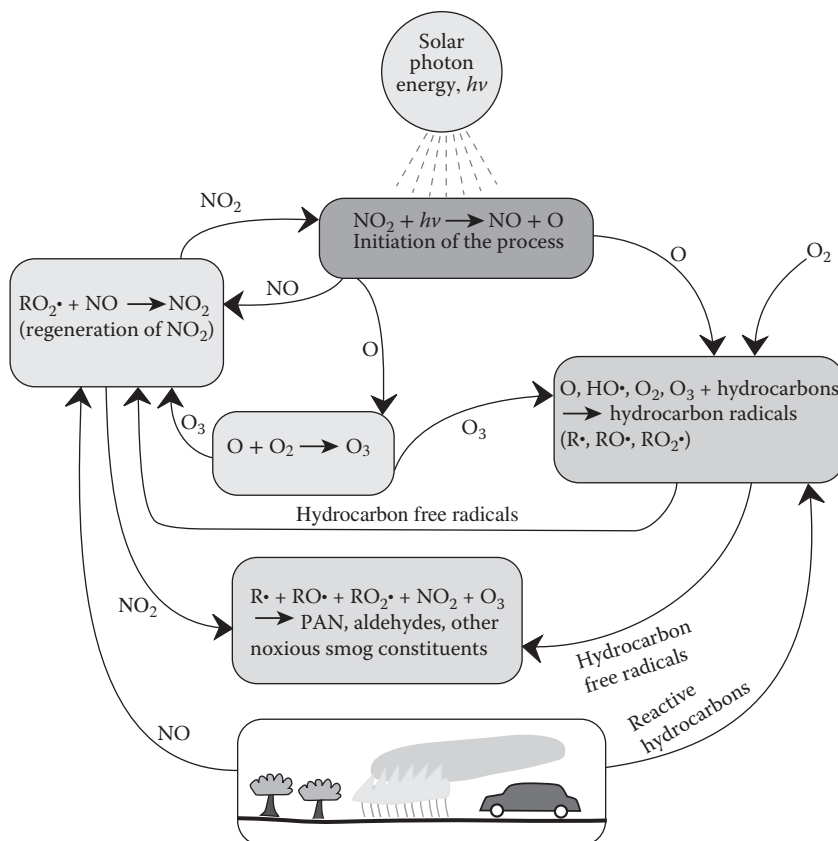 Solar
photon
energy, hν
NO₂
NO₂ + hν → NO + O
Initiation of the process
O
O₂
NO
RO₂• + NO → NO₂
(regeneration of NO₂)
O
O, HO•, O₂, O₃ + hydrocarbons
→ hydrocarbon radicals
(R•, RO•, RO₂•)
O₃
O + O₂ → O₃
O₃
Hydrocarbon free radicals
NO₂
R• + RO• + RO₂• + NO₂ + O₃
→ PAN, aldehydes, other
noxious smog constituents
Hydrocarbon
free radicals
Reactive
hydrocarbons
NO